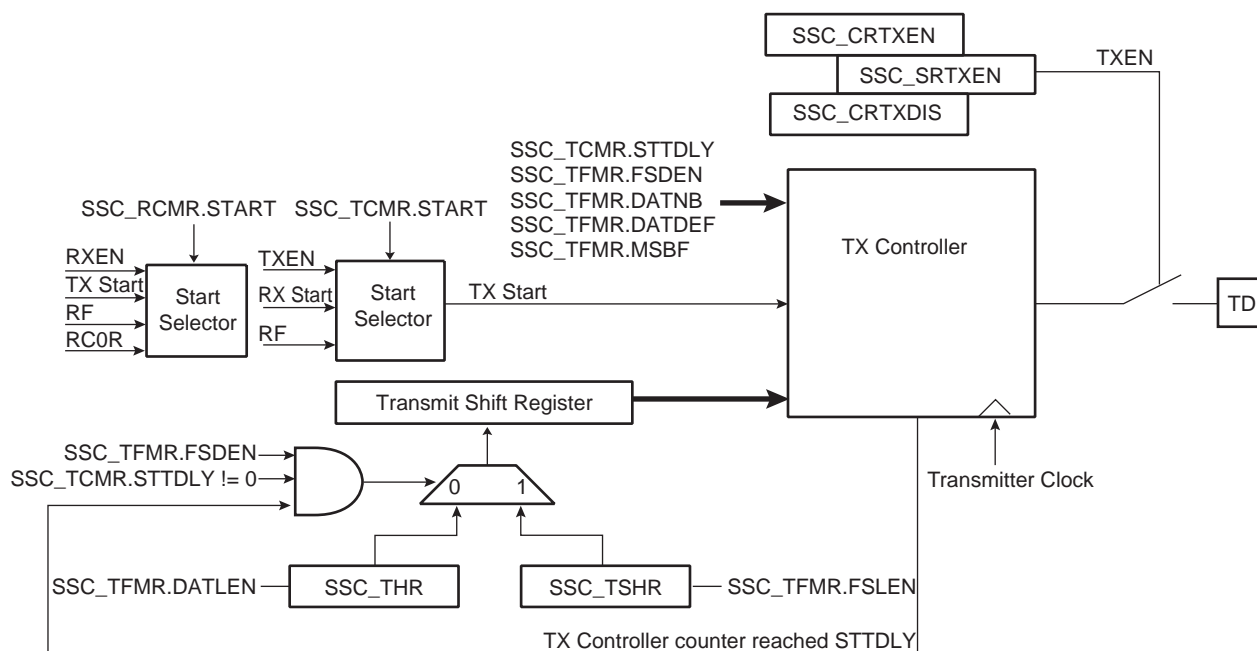 SSC_CRTXEN
SSC_SRTXEN
TXEN
SSC_CRTXDIS
SSC_TCMR.STTDLY
SSC_TFMR.FSDEN
SSC_TFMR.DATNB
SSC_TFMR.DATDEF
SSC_TFMR.MSBF
SSC_RCMR.START
SSC_TCMR.START
RXEN
TX Start
RF
RC0R
Start
Selector
TXEN
RX Start
RF
Start
Selector
TX Start
TX Controller
TD
Transmit Shift Register
SSC_TFMR.FSDEN
SSC_TCMR.STTDLY != 0
0
1
Transmitter Clock
SSC_TFMR.DATLEN
SSC_THR
SSC_TSHR
SSC_TFMR.FSLEN
TX Controller counter reached STTDLY